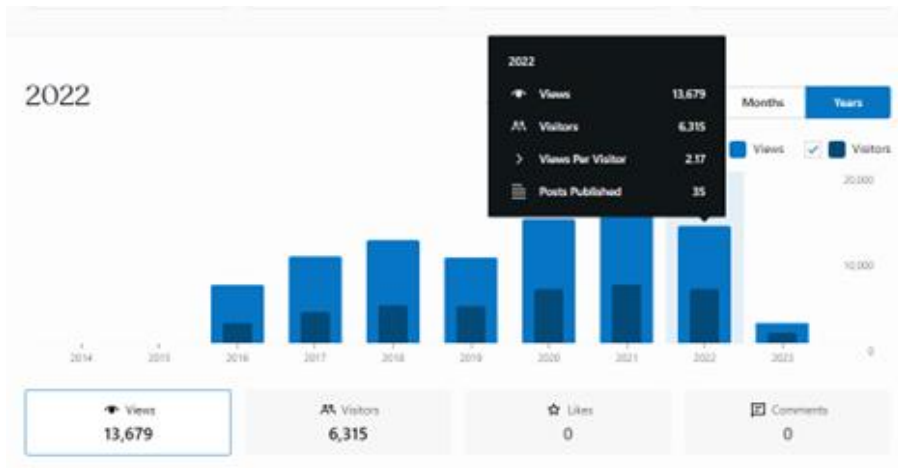 2022
2022
Views 13,679
Visitors 6,315
Views Per Visitor 2.17
Posts Published 35
Months Years
Views Visitors
20,000
10,000
0
2014 2015 2016 2017 2018 2019 2020 2021 2022 2023
Views Visitors Likes Comments
13,679 6,315 0 0